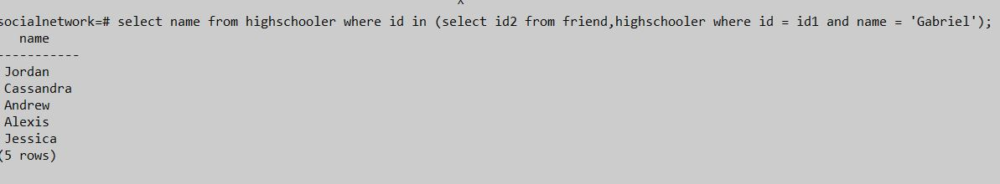 socialnetwork=# select name from highschooler where id in (select id2 from friend,highschooler where id = id1 and name = 'Gabriel');
name
-----------
Jordan
Cassandra
Andrew
Alexis
Jessica
(5 rows)